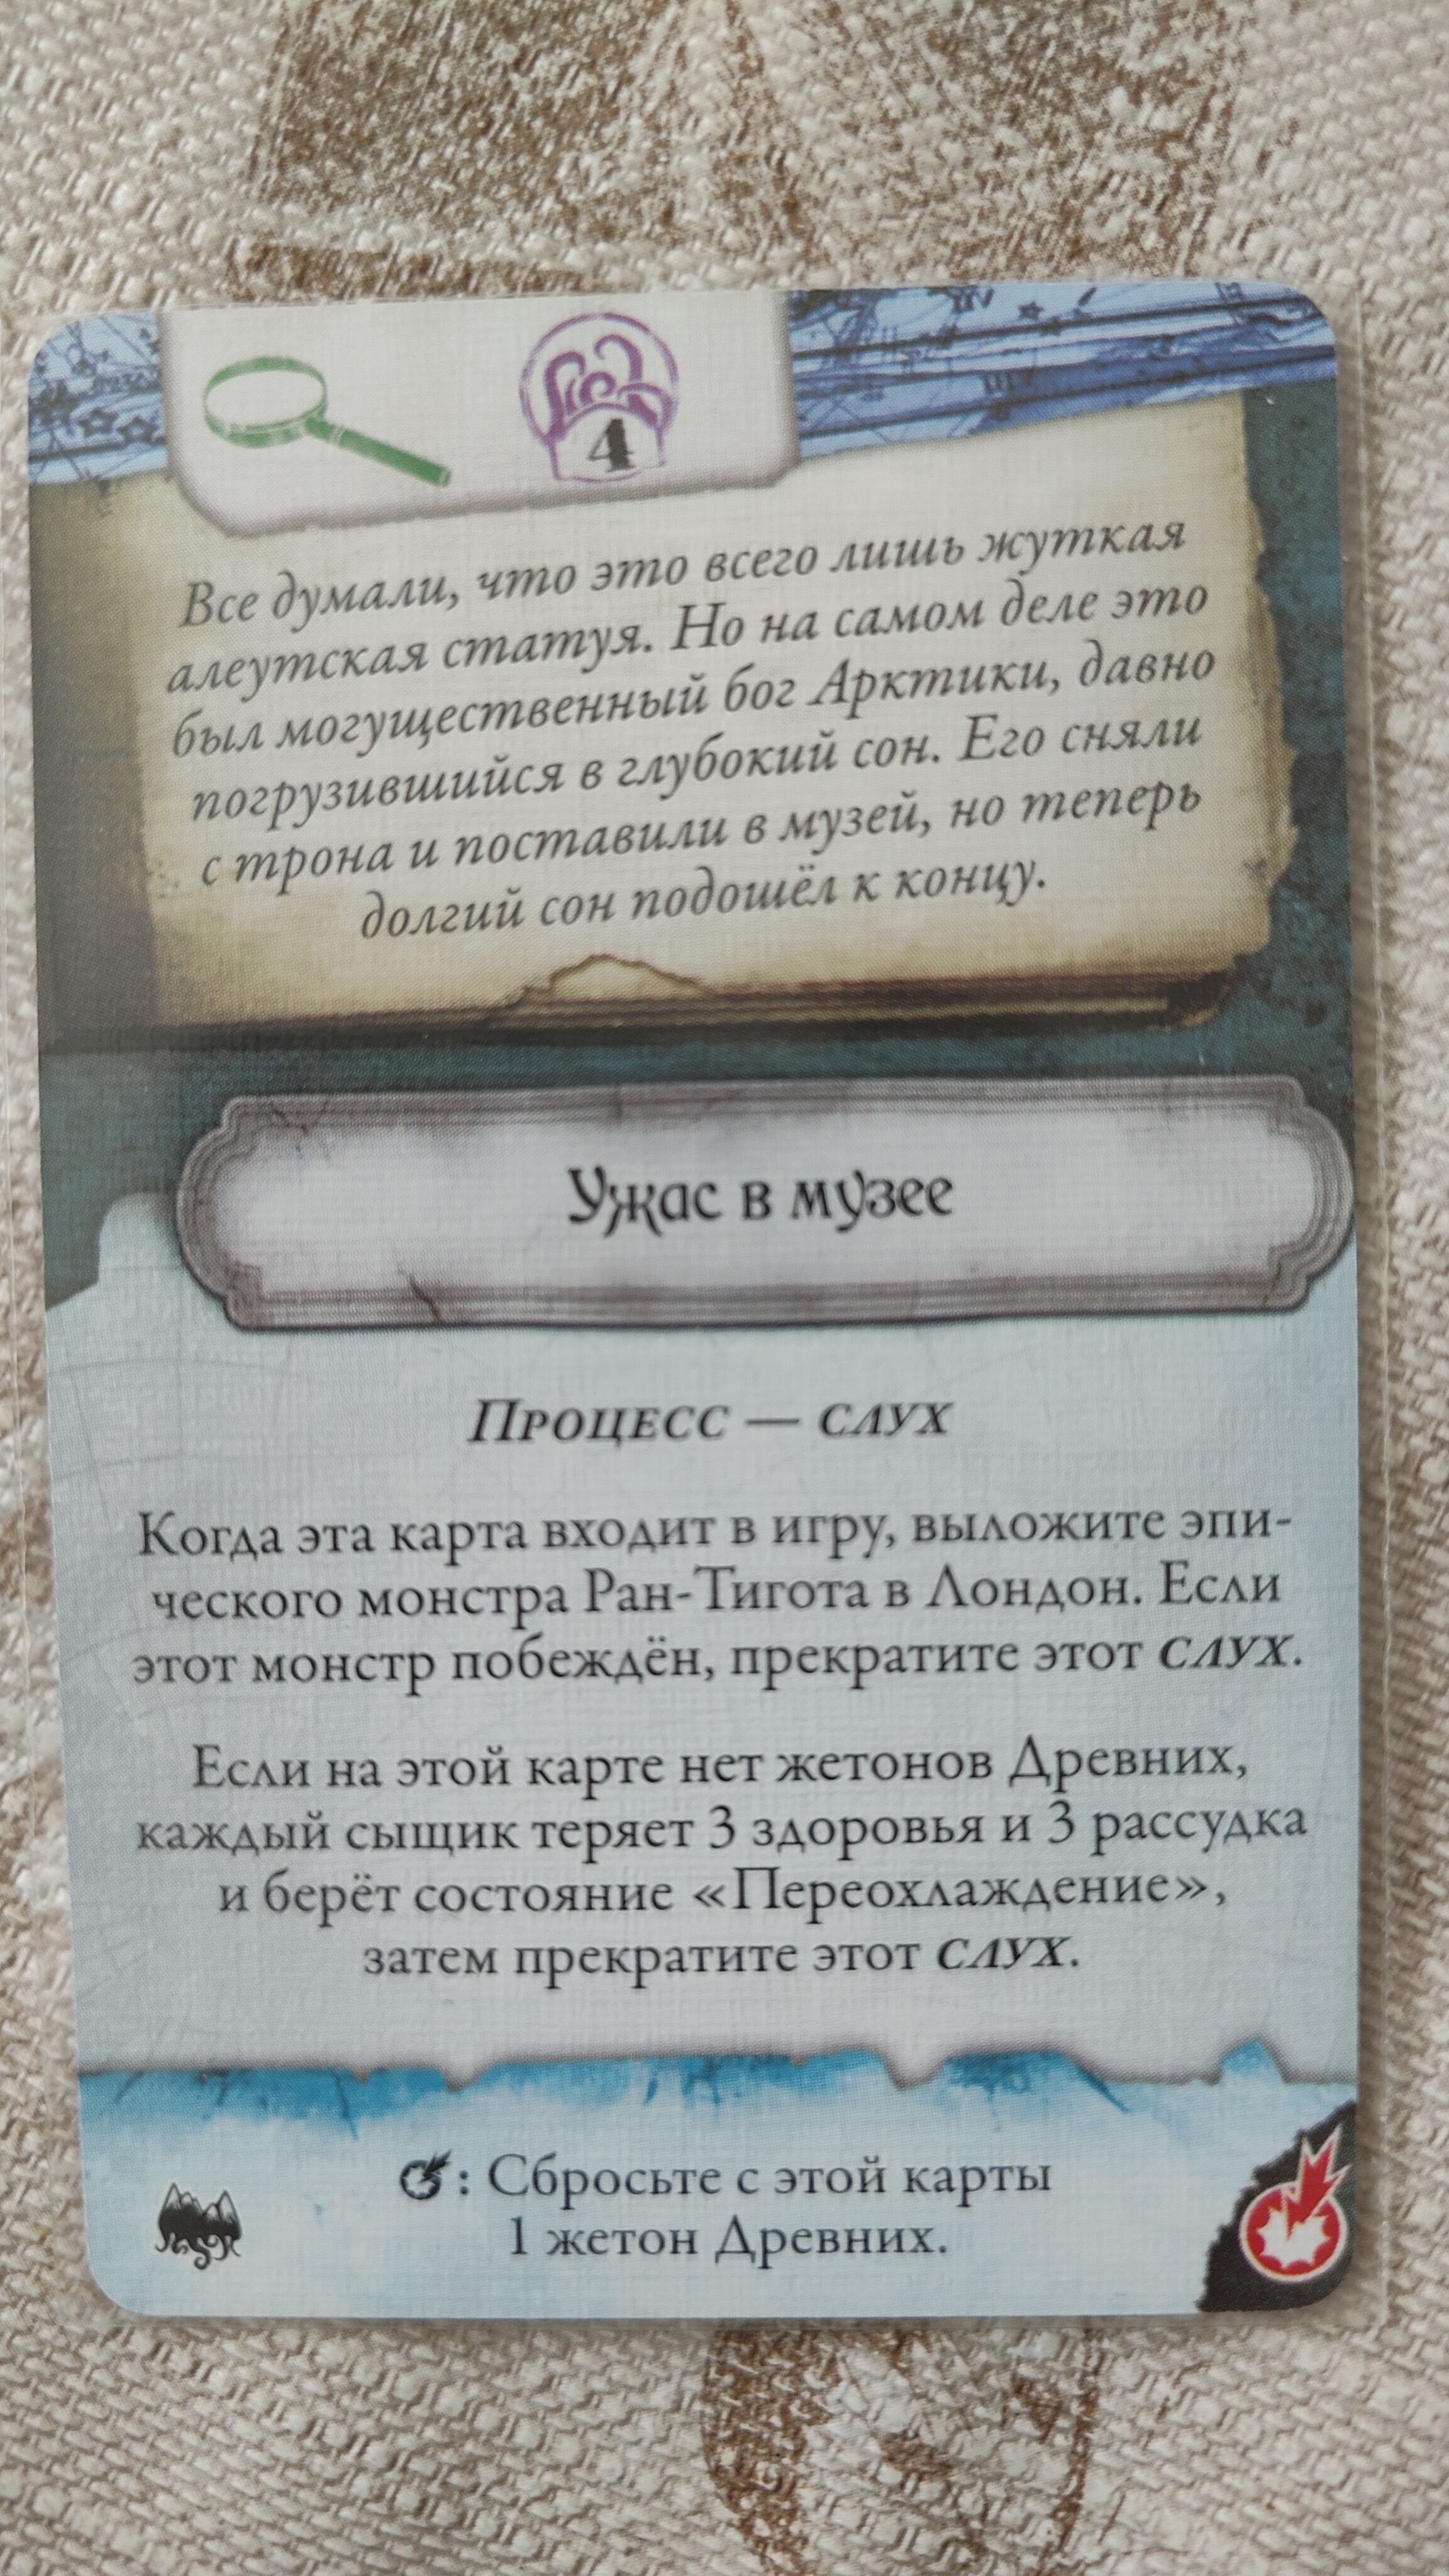 4
Все думали, что это всего лишь жуткая
алеутская статуя. Но на самом деле это
был могущественный бог Арктики, давно
погрузившийся в глубокий сон. Его сняли
с трона и поставили в музей, но теперь
долгий сон подошёл к концу.
Ужас в музее
Процесс — слух
Когда эта карта входит в игру, выложите эпи-
ческого монстра Ран-Тигота в Лондон. Если
этот монстр побеждён, прекратите этот СЛУХ.
Если на этой карте нет жетонов Древних,
каждый сыщик теряет 3 здоровья и 3 рассудка
и берёт состояние «Переохлаждение»,
затем прекратите этот СЛУХ.
: Сбросьте с этой карты
1 жетон Древних.